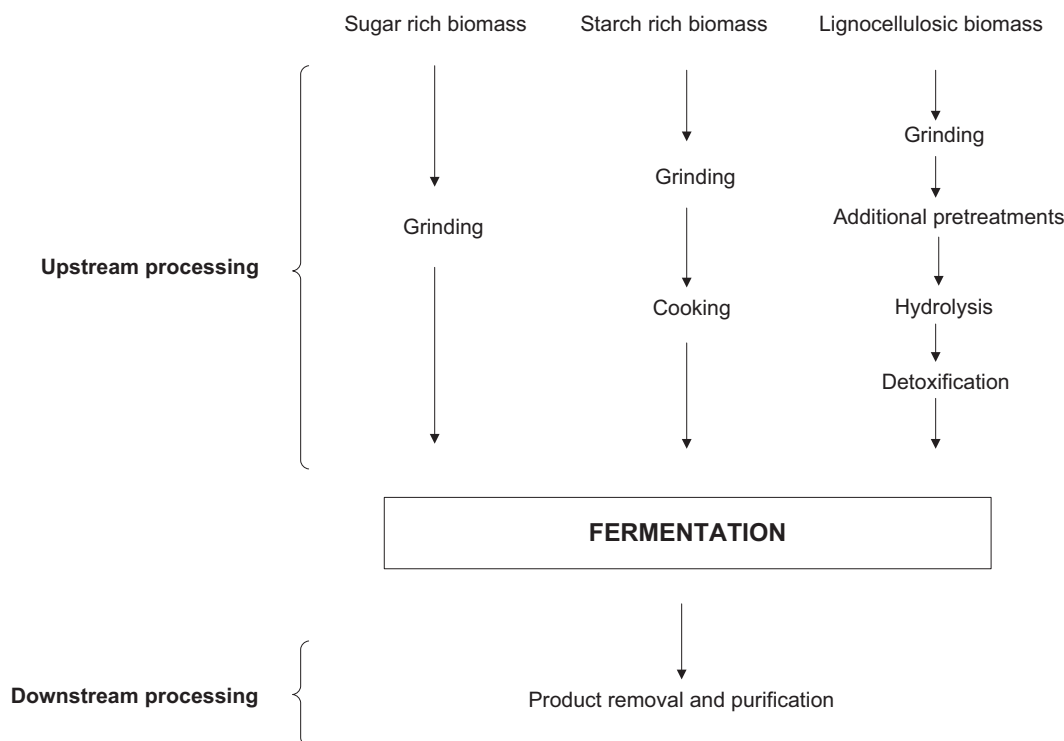 Sugar rich biomass
Starch rich biomass
Lignocellulosic biomass
Grinding
Grinding
Additional pretreatments
Grinding
Upstream processing
Cooking
Hydrolysis
Detoxification
FERMENTATION
Downstream processing
Product removal and purification